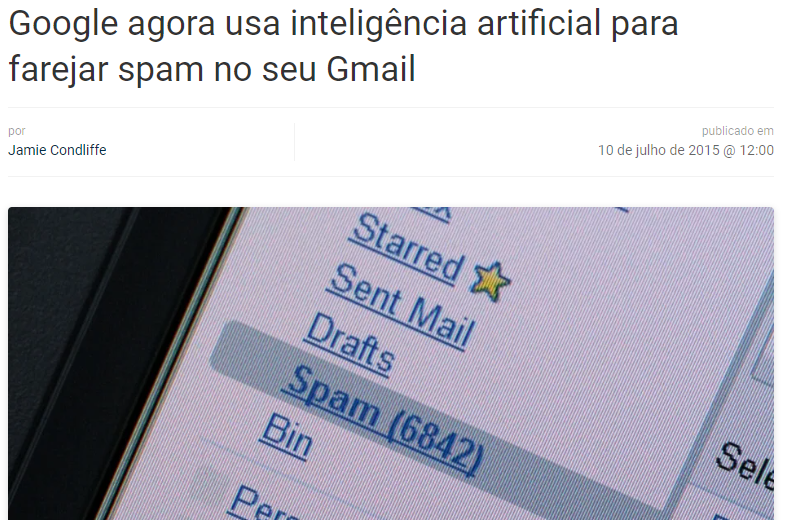 Google agora usa inteligência artificial para
farejar spam no seu Gmail
por
publicado em
Jamie Condliffe
10 de julho de 2015 @ 12:00
Starred
Sent Mail
Drafts
Spam (6842)
Bin